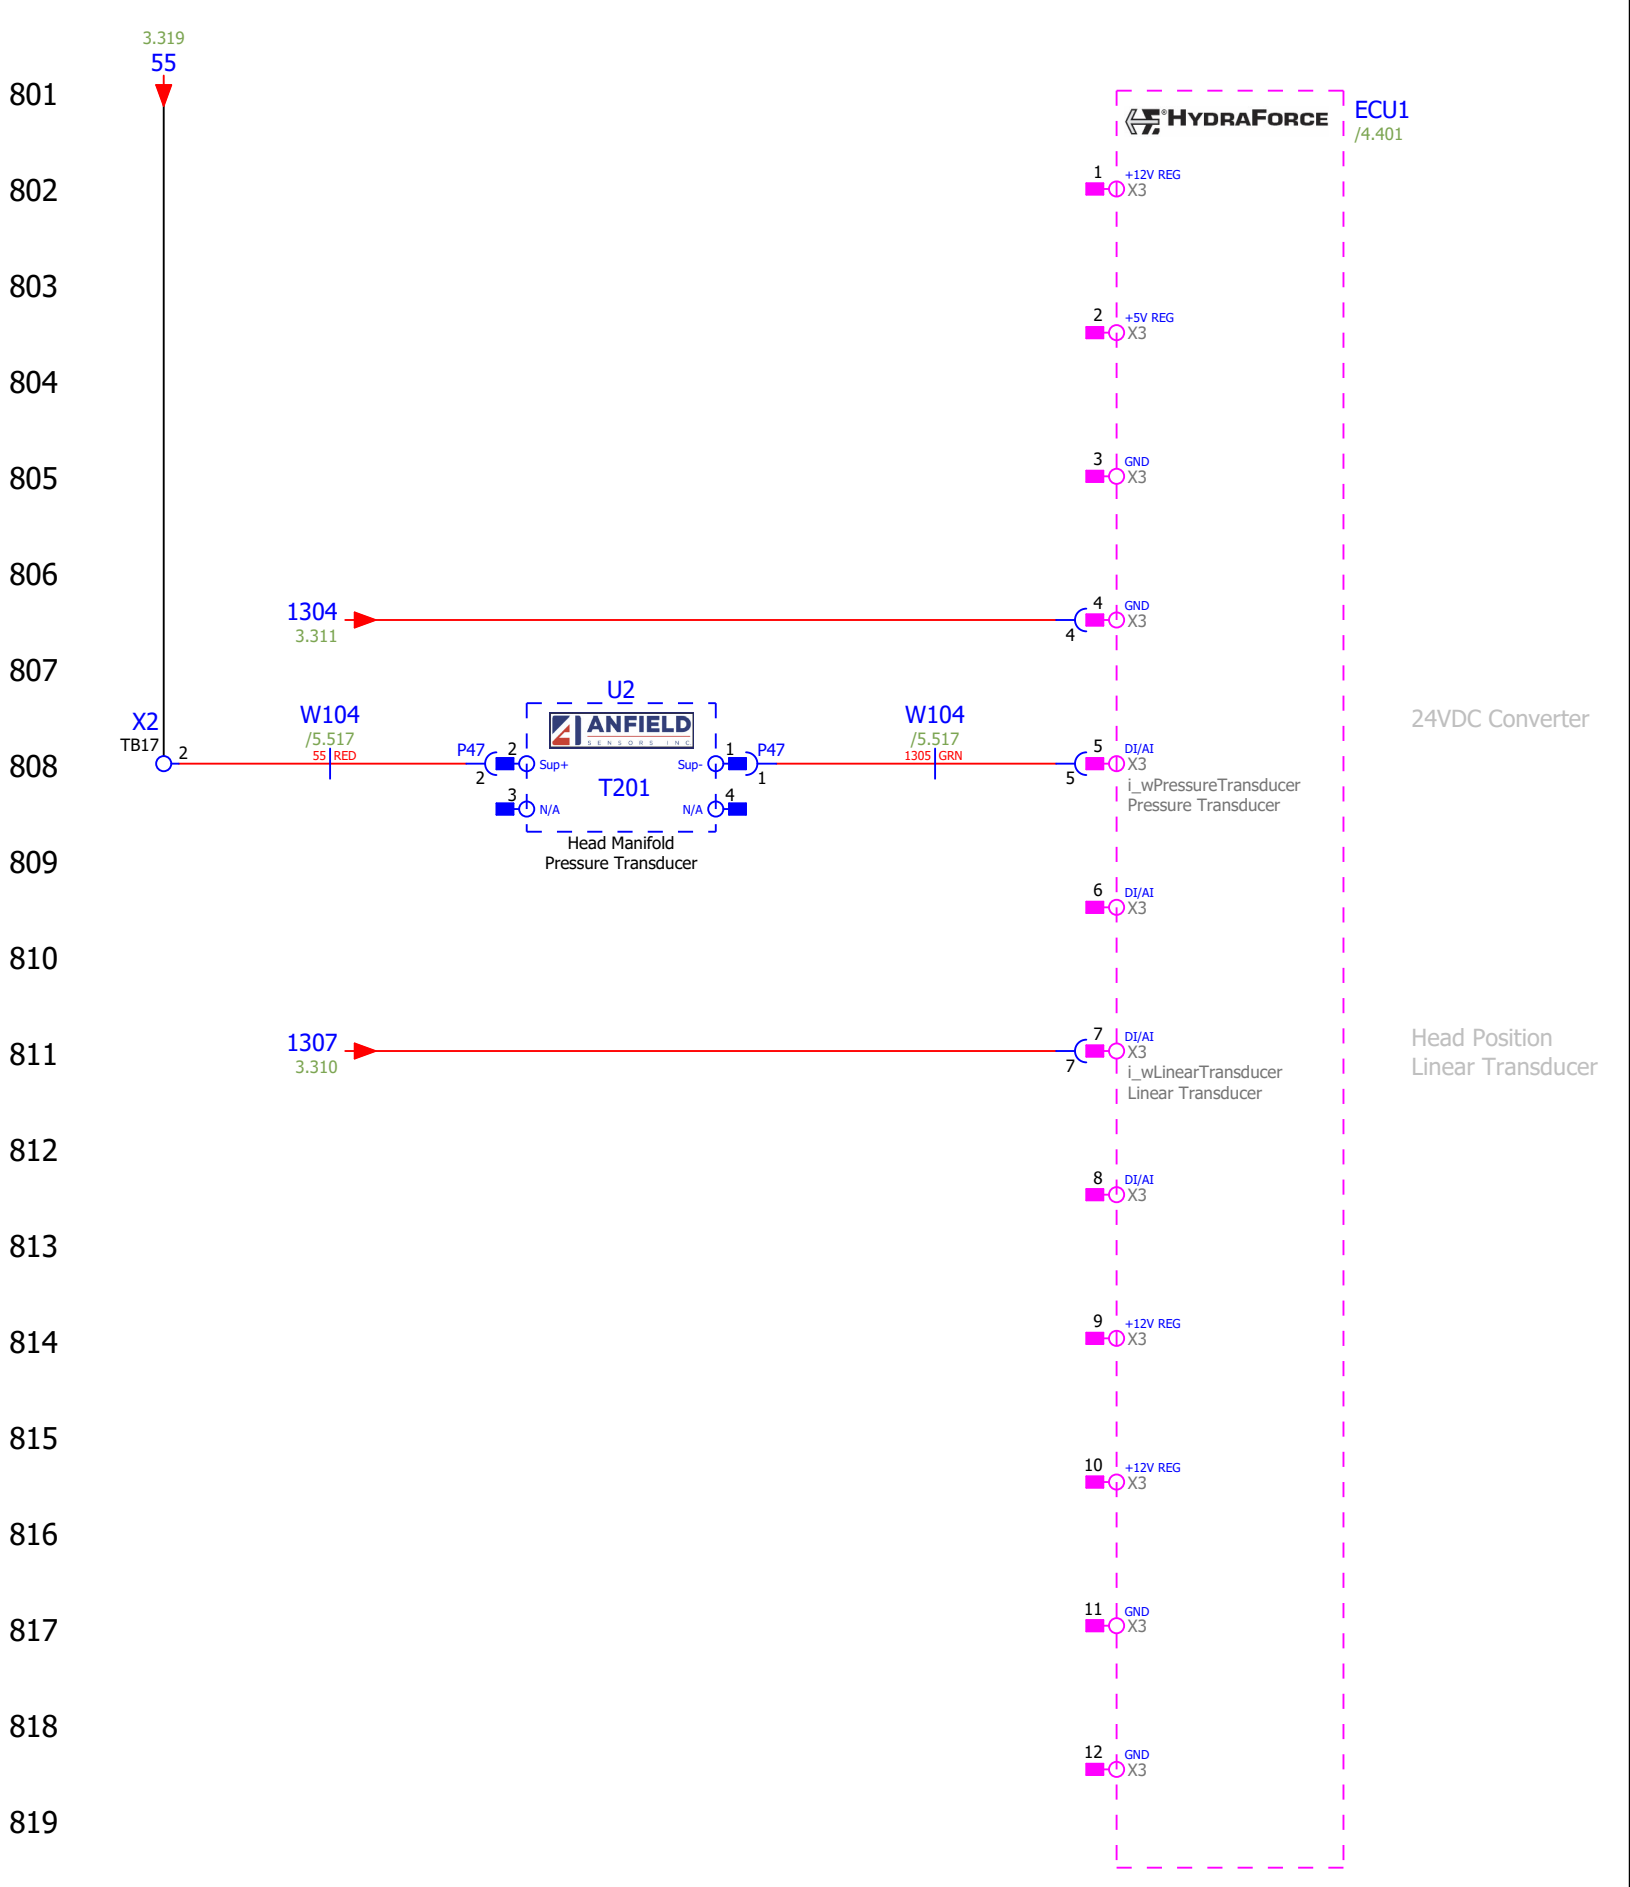 3.319
55
801
HYDRAFORCE
ECU1
/4.401
802
1
+12V REG
X3
803
2
+5V REG
X3
804
805
3
GND
X3
806
1304
3.311
4
4
GND
X3
807
U2
X2
TB17
2
W104
/5.517
55 RED
ANFIELD
SENSORS INC
W104
/5.517
1305 GRN
24VDC Converter
808
P47
2
2
Sup+
T201
Sup-
1
P47
1
5
5
DI/AI
X3
i_wPressureTransducer
Pressure Transducer
3
N/A
N/A
4
Head Manifold
Pressure Transducer
809
6
DI/AI
X3
810
811
1307
3.310
7
7
DI/AI
X3
i_wLinearTransducer
Linear Transducer
Head Position
Linear Transducer
812
8
DI/AI
X3
813
814
9
+12V REG
X3
815
10
+12V REG
X3
816
817
11
GND
X3
818
12
GND
X3
819